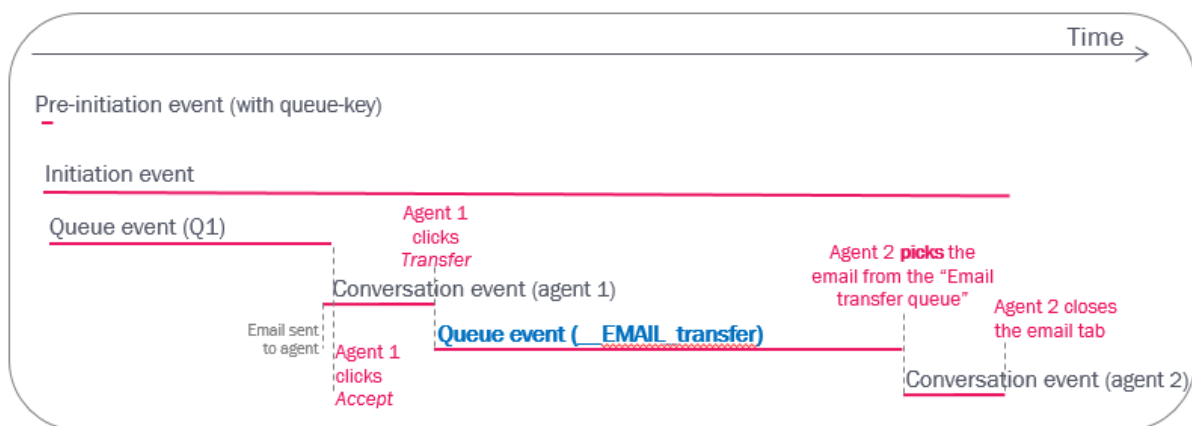 Time
Pre-initiation event (with queue-key)
Initiation event
Queue event (Q1)
Agent 1
clicks
Transfer
Agent 2 picks the
email from the "Email
transfer queue"
Conversation event (agent 1)
Agent 2 closes
the email tab
Email sent
to agent
Queue event (__EMAIL_transfer)
Agent 1
clicks
Accept
Conversation event (agent 2)